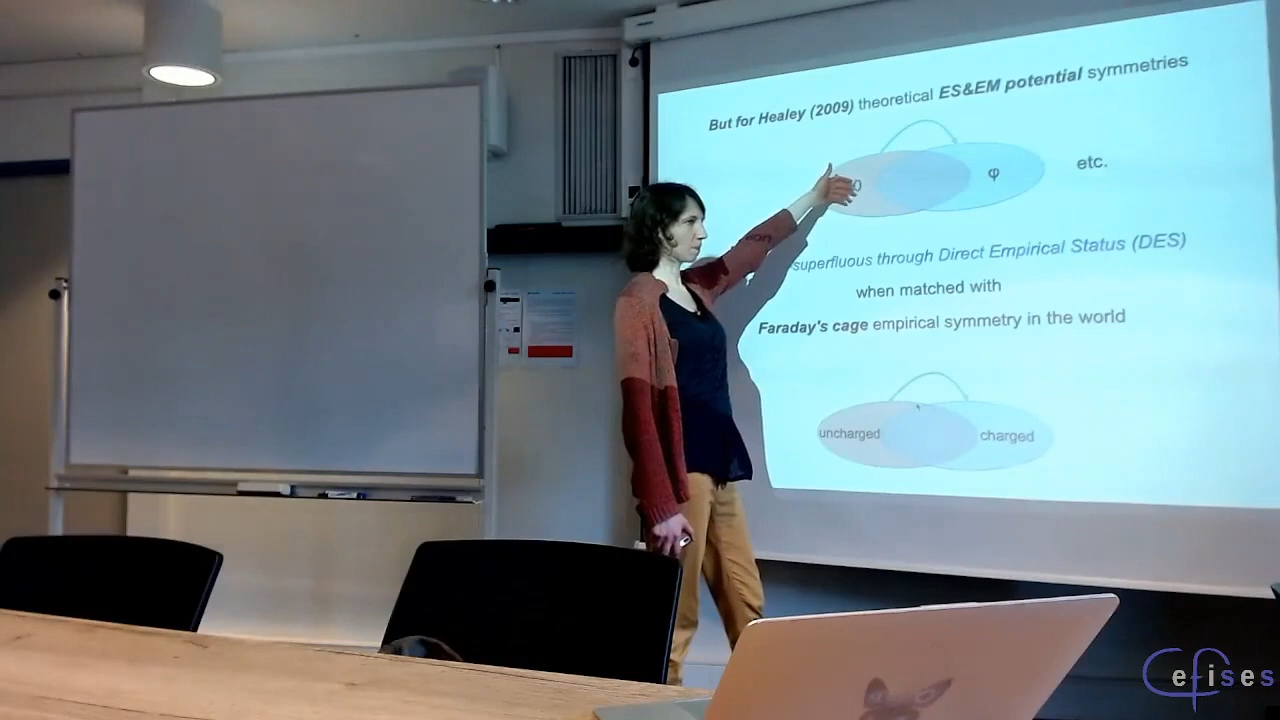 But for Healey (2009) theoretical ES&EM potential symmetries
0
φ
etc.
superfluous through Direct Empirical Status (DES)
when matched with
Faraday's cage empirical symmetry in the world
uncharged
charged
efises